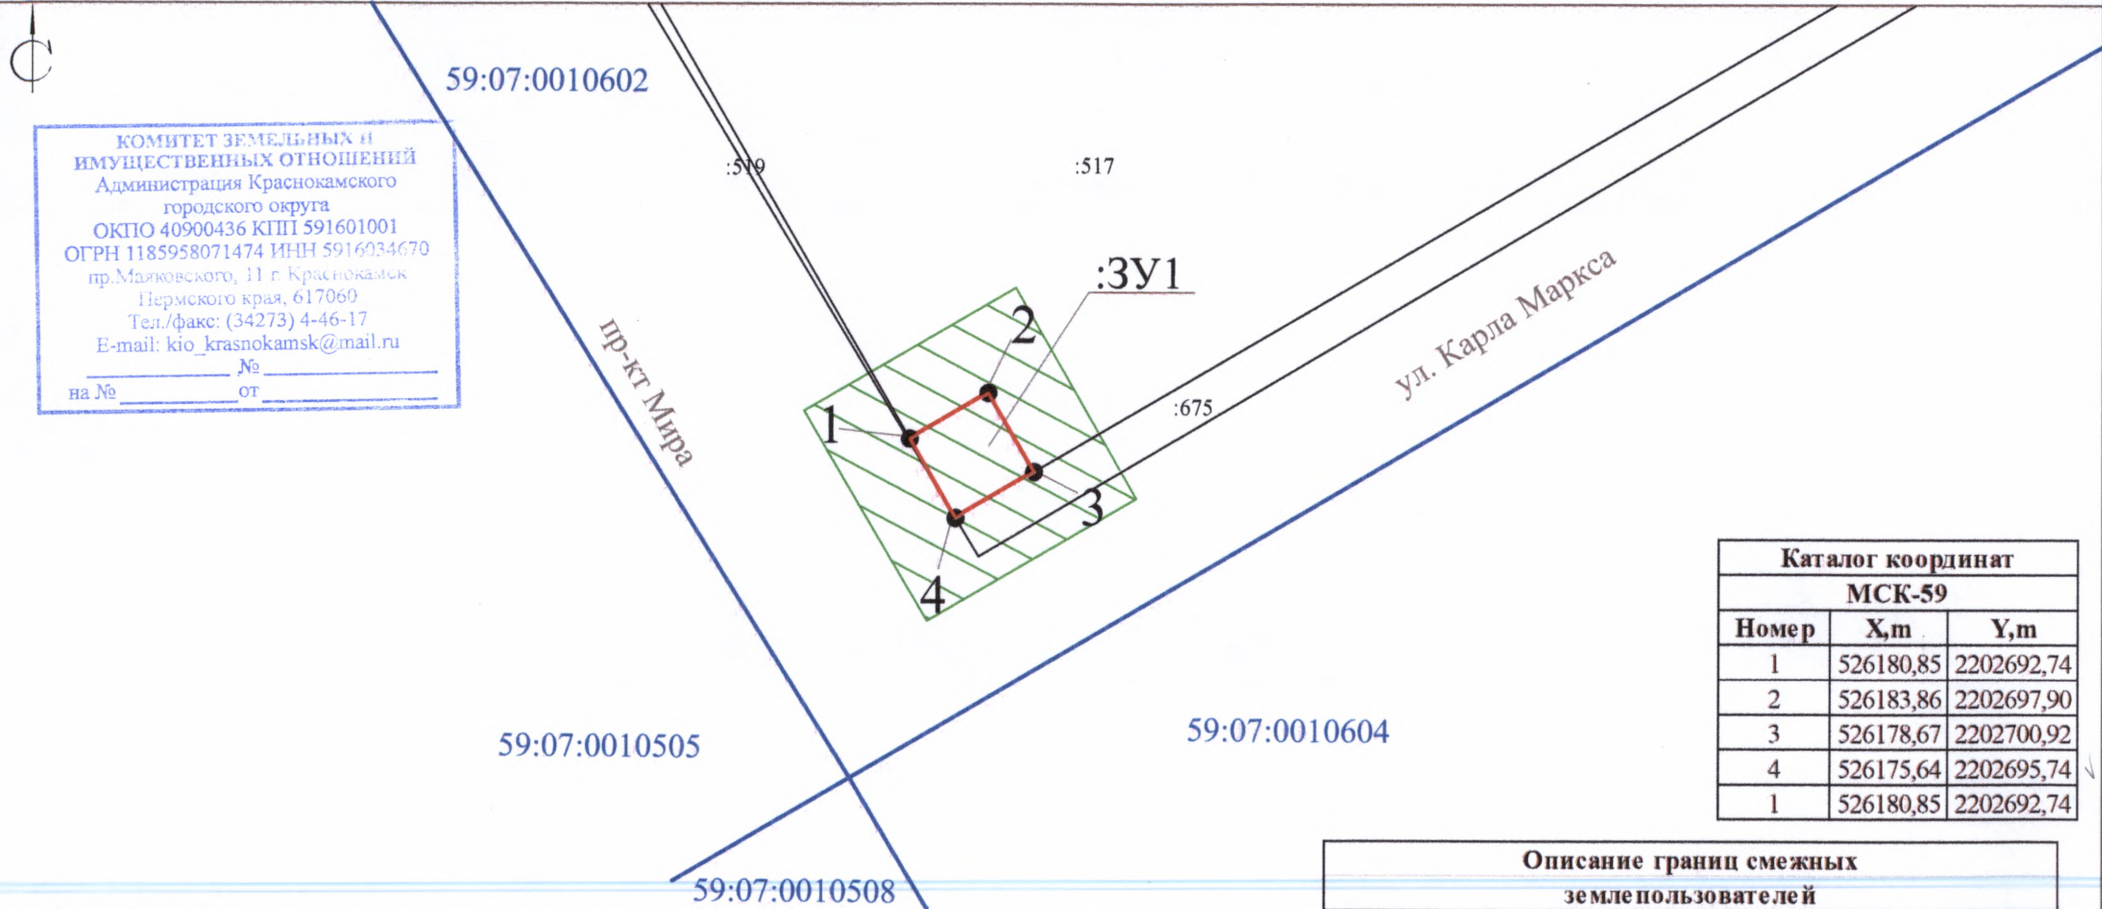 С
59:07:0010602
КОМИТЕТ ЗЕМЕЛЬНЫХ И
ИМУЩЕСТВЕННЫХ ОТНОШЕНИЙ
Администрация Краснокамского
городского округа
ОКПО 40900436 КПП 591601001
ОГРН 1185958071474 ИНН 5916034670
пр.Маяковского, 11 г. Краснокамск
Пермского края, 617060
Тел./факс: (34273) 4-46-17
E-mail: kio_krasnokamsk@mail.ru
№
на № от
:519
:517
:ЗУ1
2
1
3
4
:675
пр-кт Мира
ул. Карла Маркса
59:07:0010505
59:07:0010604
59:07:0010508
Каталог координат
МСК-59
Номер X,m Y,m
1 526180,85 2202692,74
2 526183,86 2202697,90
3 526178,67 2202700,92
4 526175,64 2202695,74
1 526180,85 2202692,74
Описание границ смежных
землепользователей